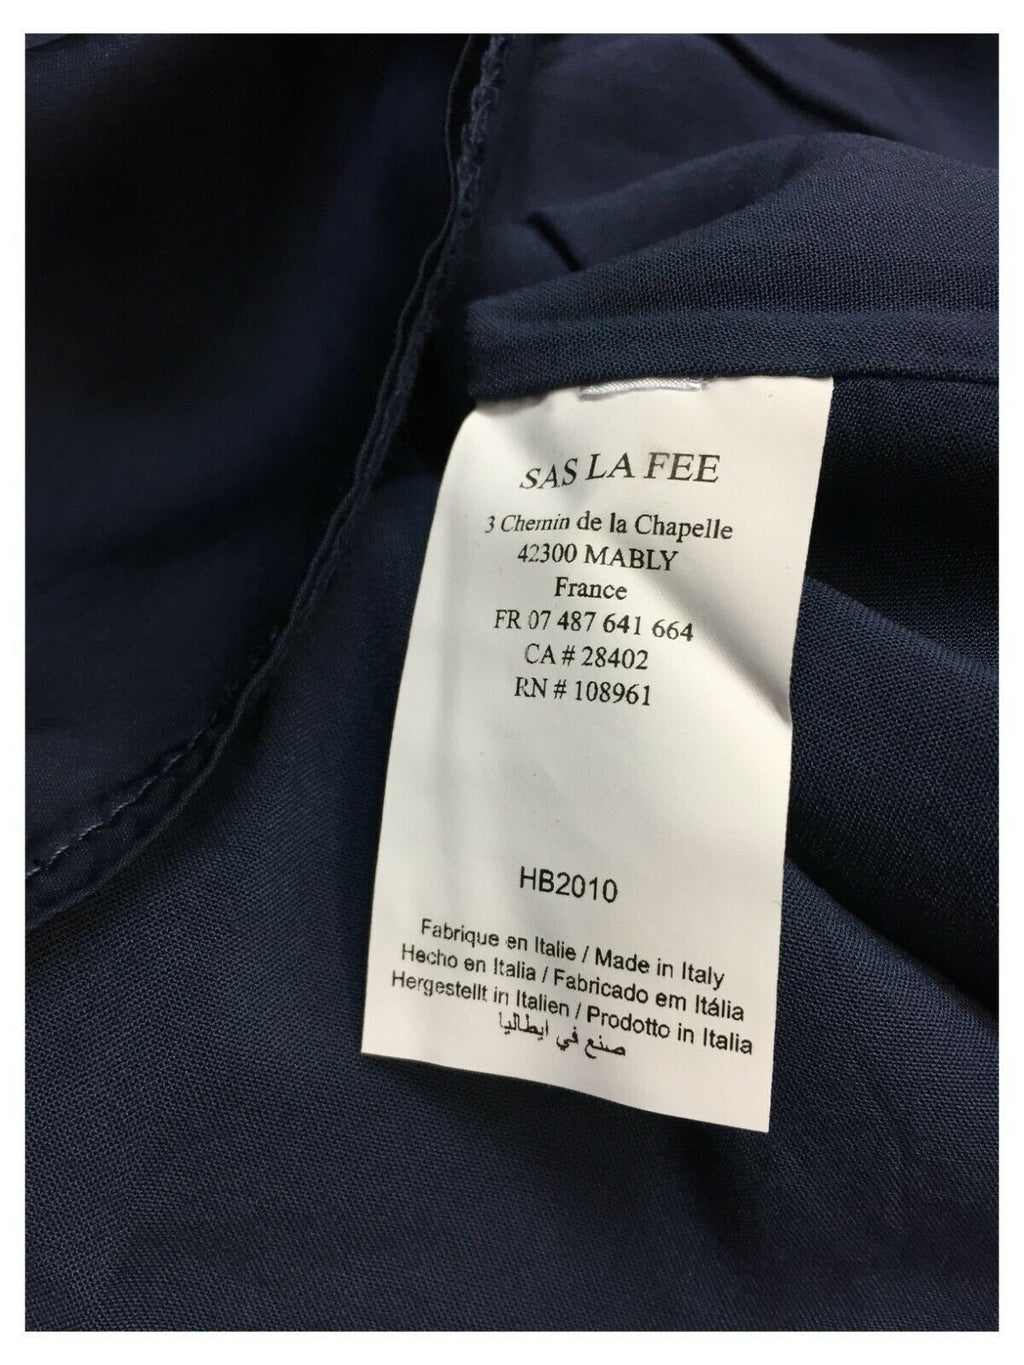 SAS LA FEE
3 Chemin de la Chapelle
42300 MABLY
France
FR 07 487 641 664
CA # 28402
RN # 108961
HB2010
Fabrique en Italie / Made in Italy
Hecho en Italia / Fabricado em Itália
Hergestellt in Italien / Prodotto in Italia
صنع في ايطاليا